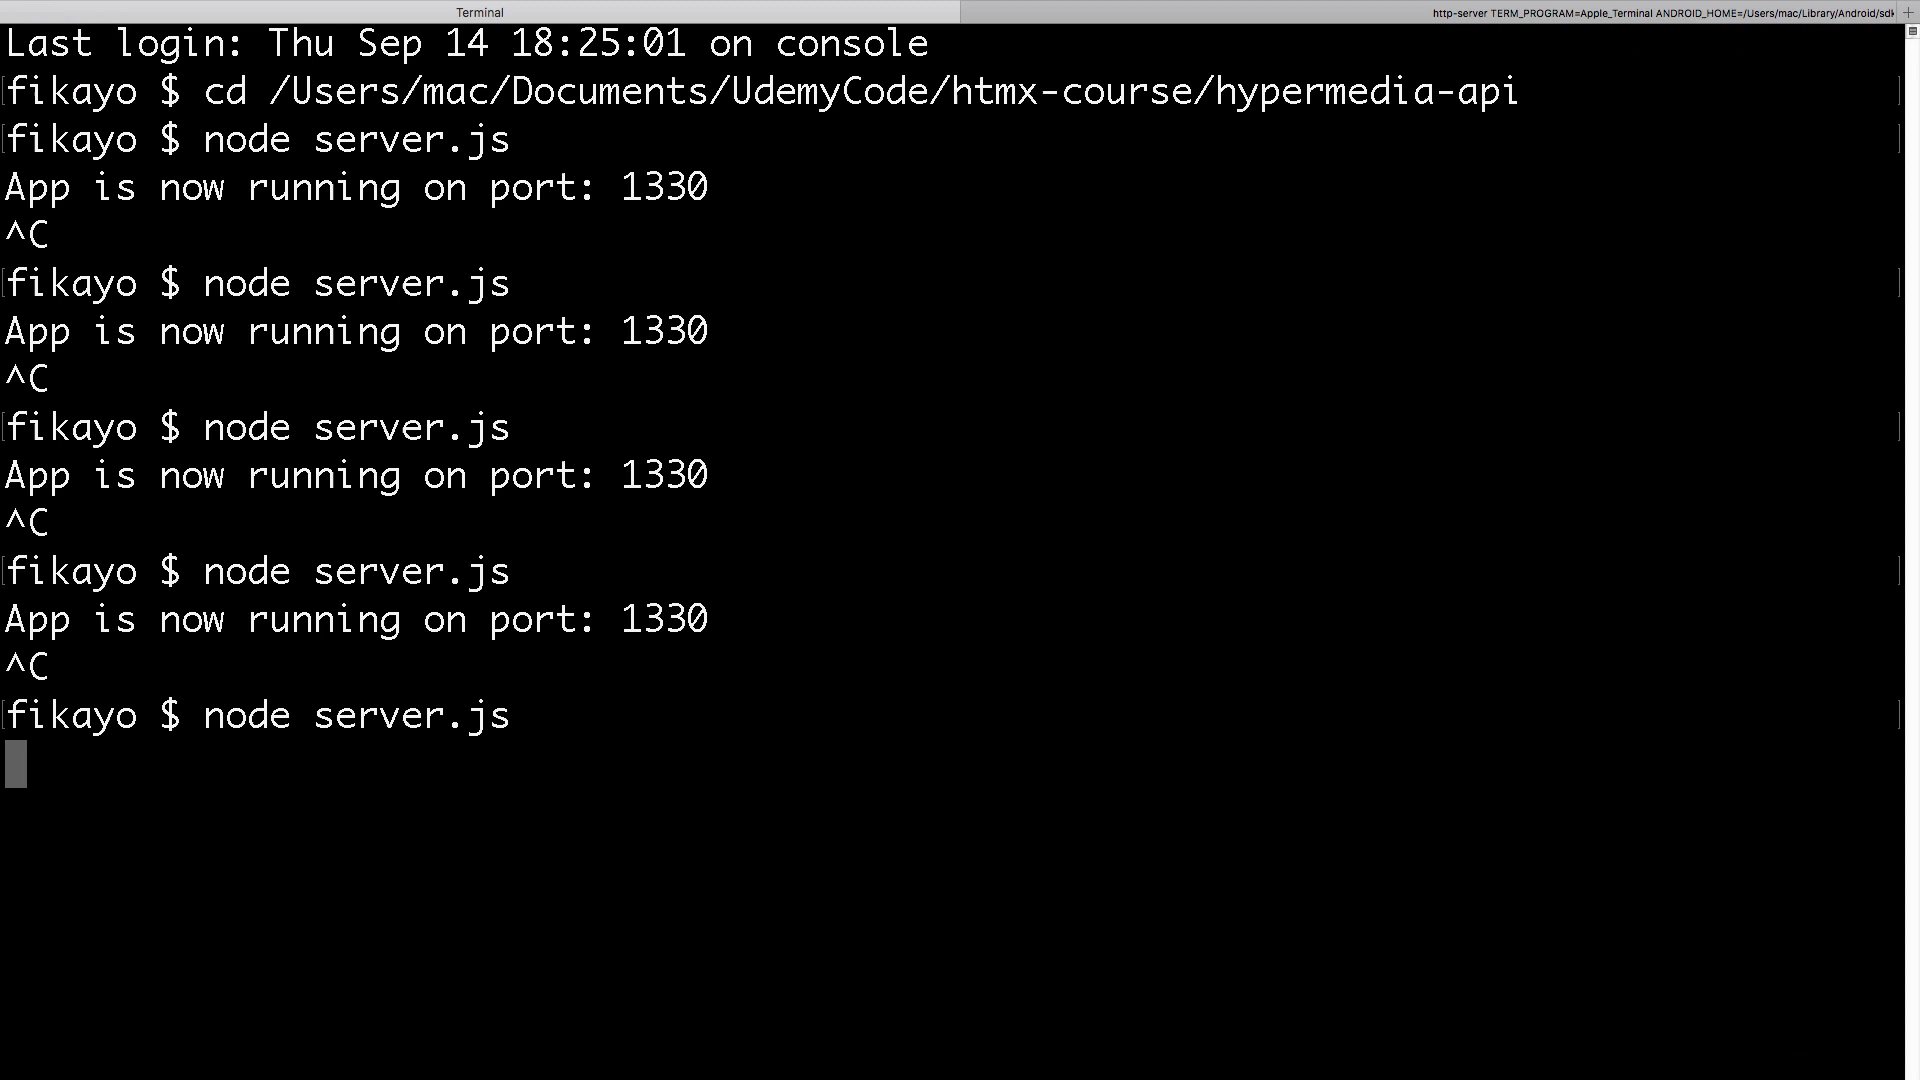 Terminal
http-server TERM_PROGRAM=Apple_Terminal ANDROID_HOME=/Users/mac/Library/Android/sdk
Last login: Thu Sep 14 18:25:01 on console
fikayo $ cd /Users/mac/Documents/UdemyCode/htmx-course/hypermedia-api
fikayo $ node server.js
App is now running on port: 1330
^C
fikayo $ node server.js
App is now running on port: 1330
^C
fikayo $ node server.js
App is now running on port: 1330
^C
fikayo $ node server.js
App is now running on port: 1330
^C
fikayo $ node server.js